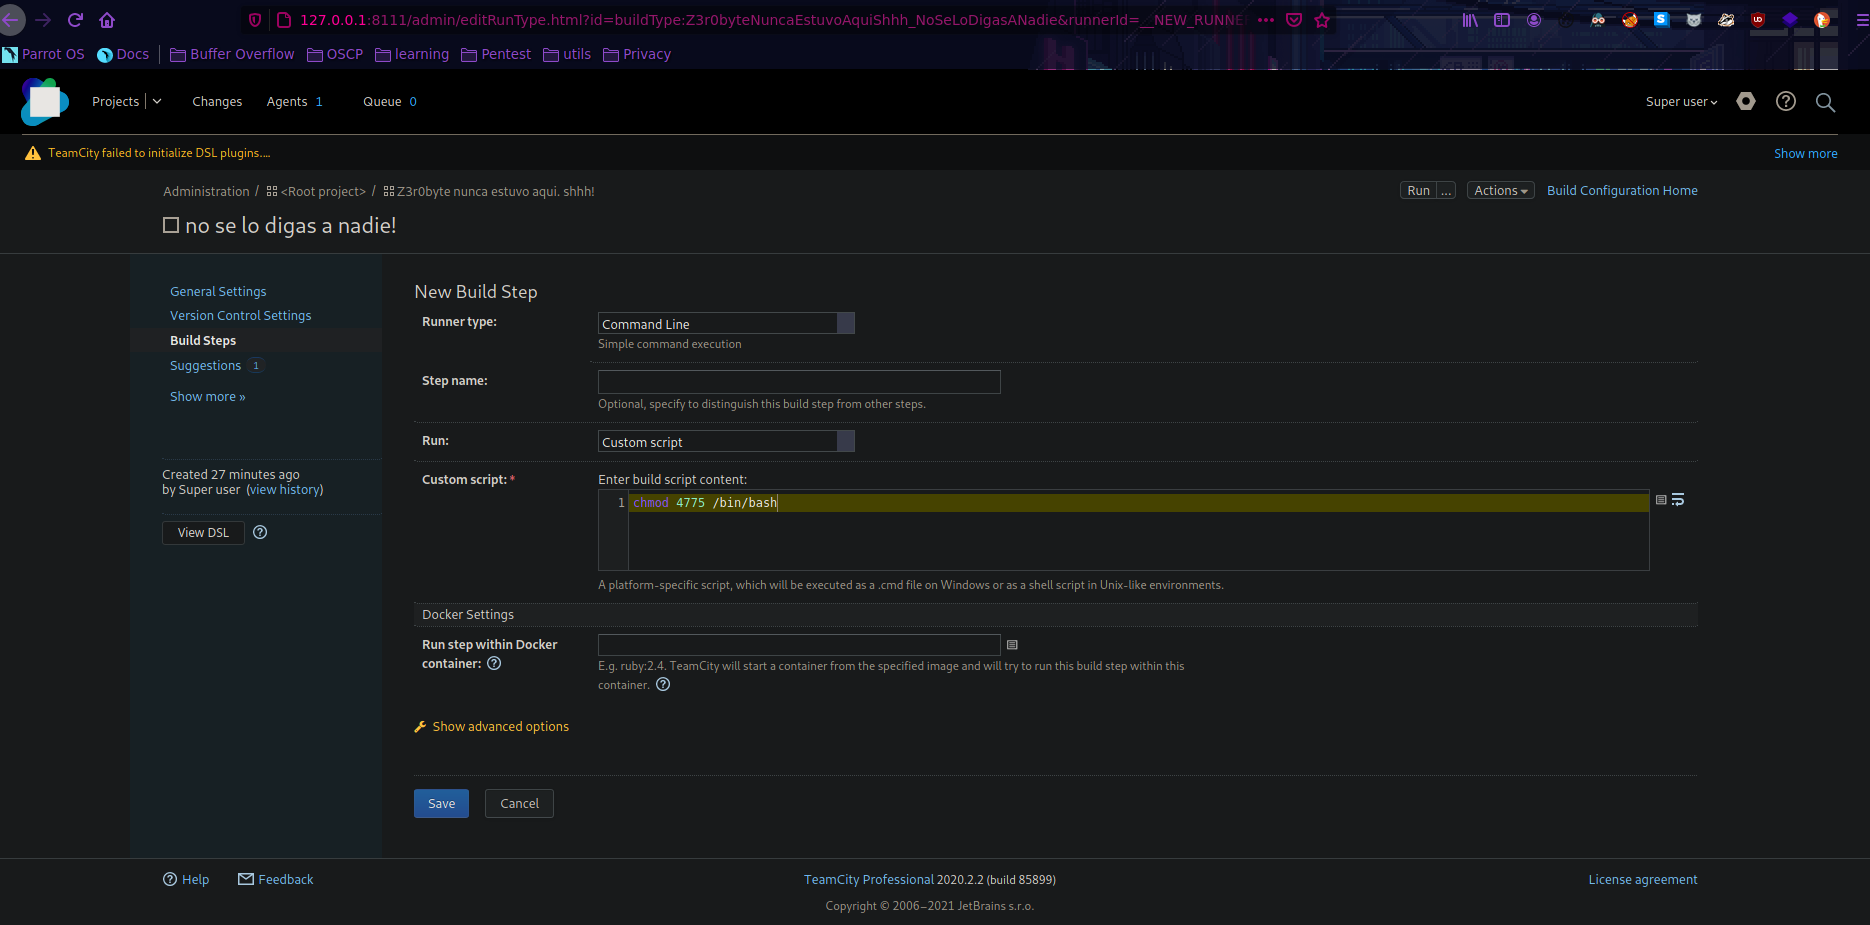 127.0.0.1:8111/admin/editRunType.html?id=buildType:Z3r0byteNuncaEstuvoAquiShhh_NoSeLoDigasANadie&runnerId=__NEW_RUNNE
Parrot OS Docs Buffer Overflow OSCP learning Pentest utils Privacy
Projects Changes Agents 1 Queue 0 Super user
TeamCity failed to initialize DSL plugins.... Show more
Administration / <Root project> / Z3r0byte nunca estuvo aqui. shhh! Run ... Actions Build Configuration Home
no se lo digas a nadie!
General Settings
Version Control Settings
Build Steps
Suggestions 1
Show more »
Created 27 minutes ago
by Super user (view history)
View DSL
New Build Step
Runner type: Command Line
Simple command execution
Step name:
Optional, specify to distinguish this build step from other steps.
Run: Custom script
Custom script: * Enter build script content:
1 chmod 4775 /bin/bash
A platform-specific script, which will be executed as a .cmd file on Windows or as a shell script in Unix-like environments.
Docker Settings
Run step within Docker
container:
E.g. ruby:2.4. TeamCity will start a container from the specified image and will try to run this build step within this
container.
Show advanced options
Save Cancel
Help Feedback TeamCity Professional 2020.2.2 (build 85899) License agreement
Copyright © 2006–2021 JetBrains s.r.o.